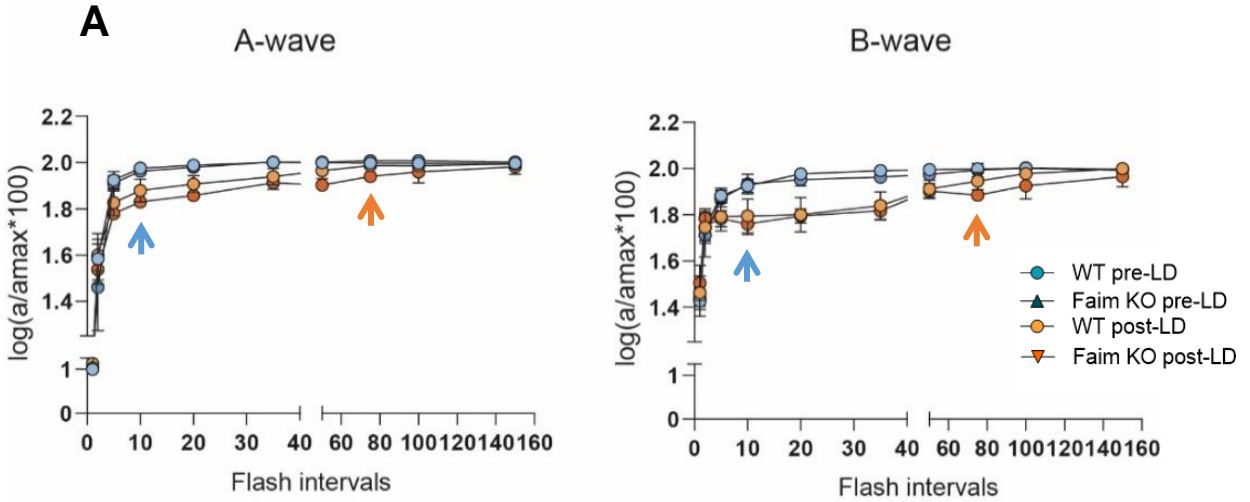 A
A-wave
B-wave
log(a/amax*100)
2.2
2.0
1.8
1.6
1.4
1
0
0 10 20 30 40 60 80 100 120 140 160
Flash intervals
log(a/amax*100)
2.2
2.0
1.8
1.6
1.4
1
0
0 10 20 30 40 60 80 100 120 140 160
Flash intervals
WT pre-LD
Faim KO pre-LD
WT post-LD
Faim KO post-LD